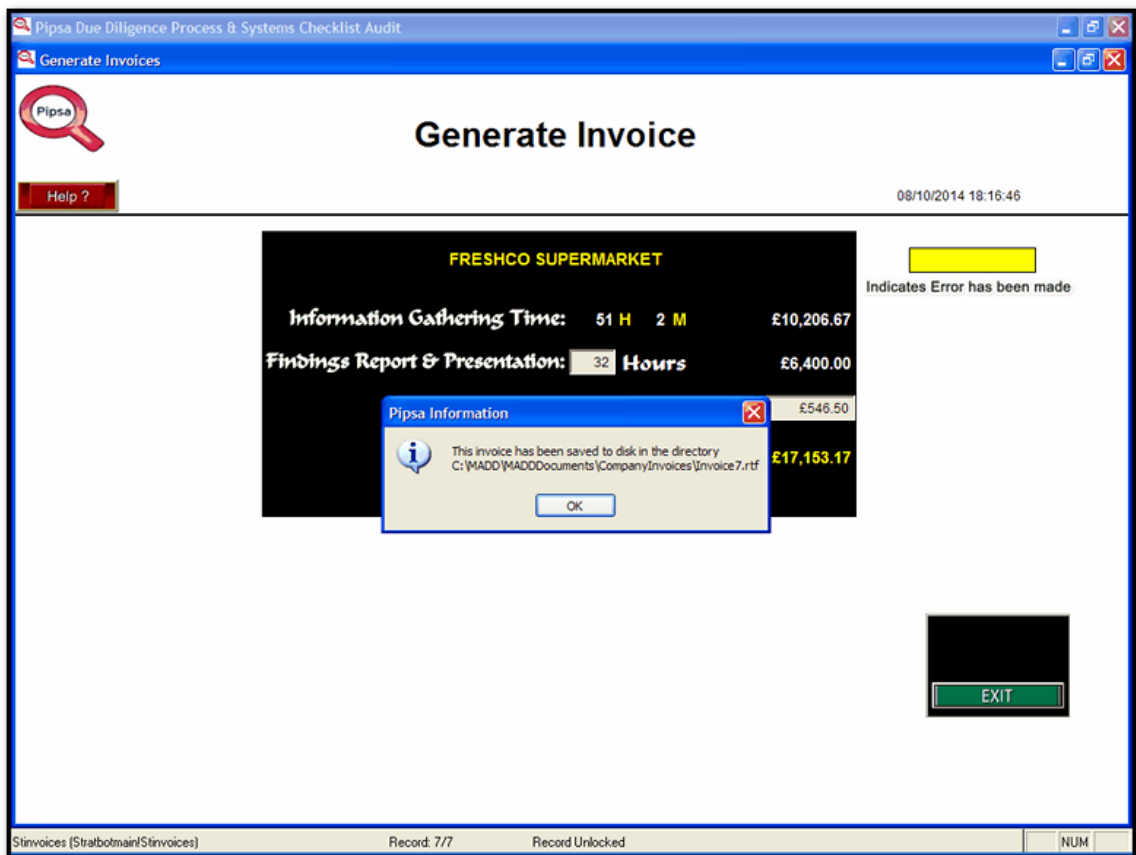 Pipsa Due Diligence Process & Systems Checklist Audit
Generate Invoices
Pipsa
Generate Invoice
Help ?
08/10/2014 18:16:46
FRESHCO SUPERMARKET
Indicates Error has been made
Information Gathering Time: 51 H 2 M £10,206.67
Findings Report & Presentation: 32 Hours £6,400.00
£546.50
Pipsa Information
This invoice has been saved to disk in the directory
C:\MADD\MADDDocuments\CompanyInvoices\Invoice7.rtf
£17,153.17
OK
EXIT
Stinvoices (Stratbotmain!Stinvoices) Record: 7/7 Record Unlocked NUM